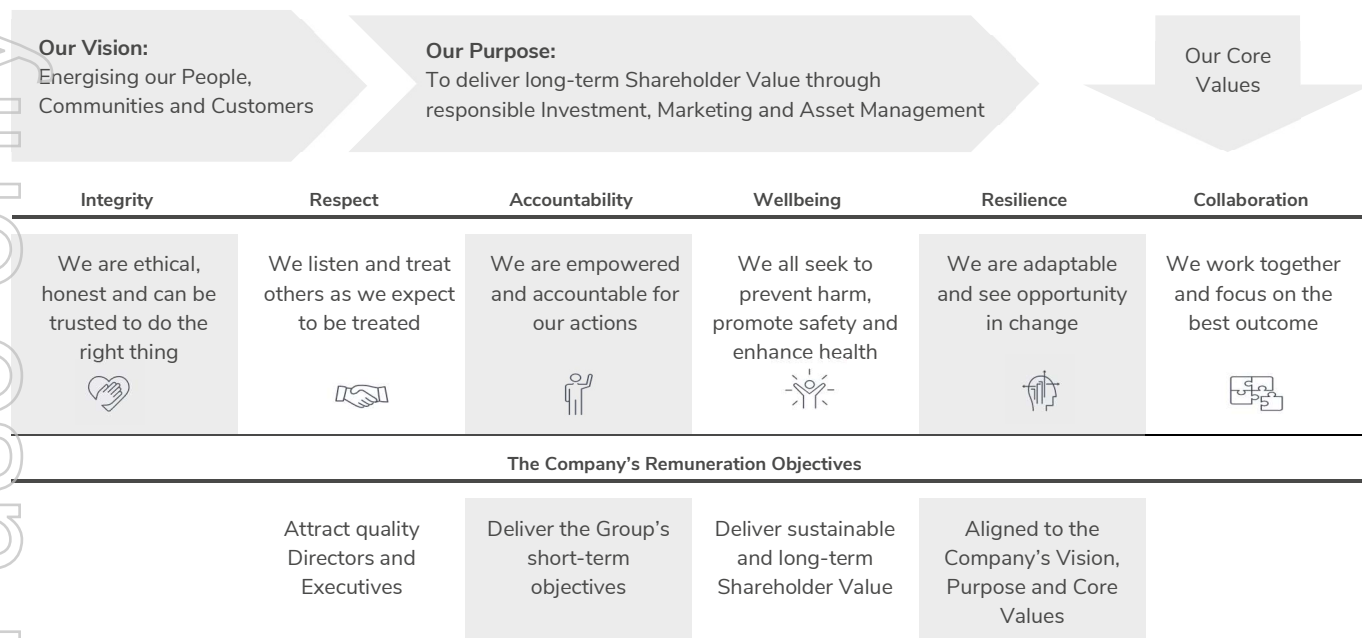 Our Vision:
Energising our People,
Communities and Customers
Our Purpose:
To deliver long-term Shareholder Value through
responsible Investment, Marketing and Asset Management
Our Core
Values
Integrity
Respect
Accountability
Wellbeing
Resilience
Collaboration
We are ethical,
honest and can be
trusted to do the
right thing
We listen and treat
others as we expect
to be treated
We are empowered
and accountable for
our actions
We all seek to
prevent harm,
promote safety and
enhance health
We are adaptable
and see opportunity
in change
We work together
and focus on the
best outcome
The Company’s Remuneration Objectives
Attract quality
Directors and
Executives
Deliver the Group’s
short-term
objectives
Deliver sustainable
and long-term
Shareholder Value
Aligned to the
Company’s Vision,
Purpose and Core
Values